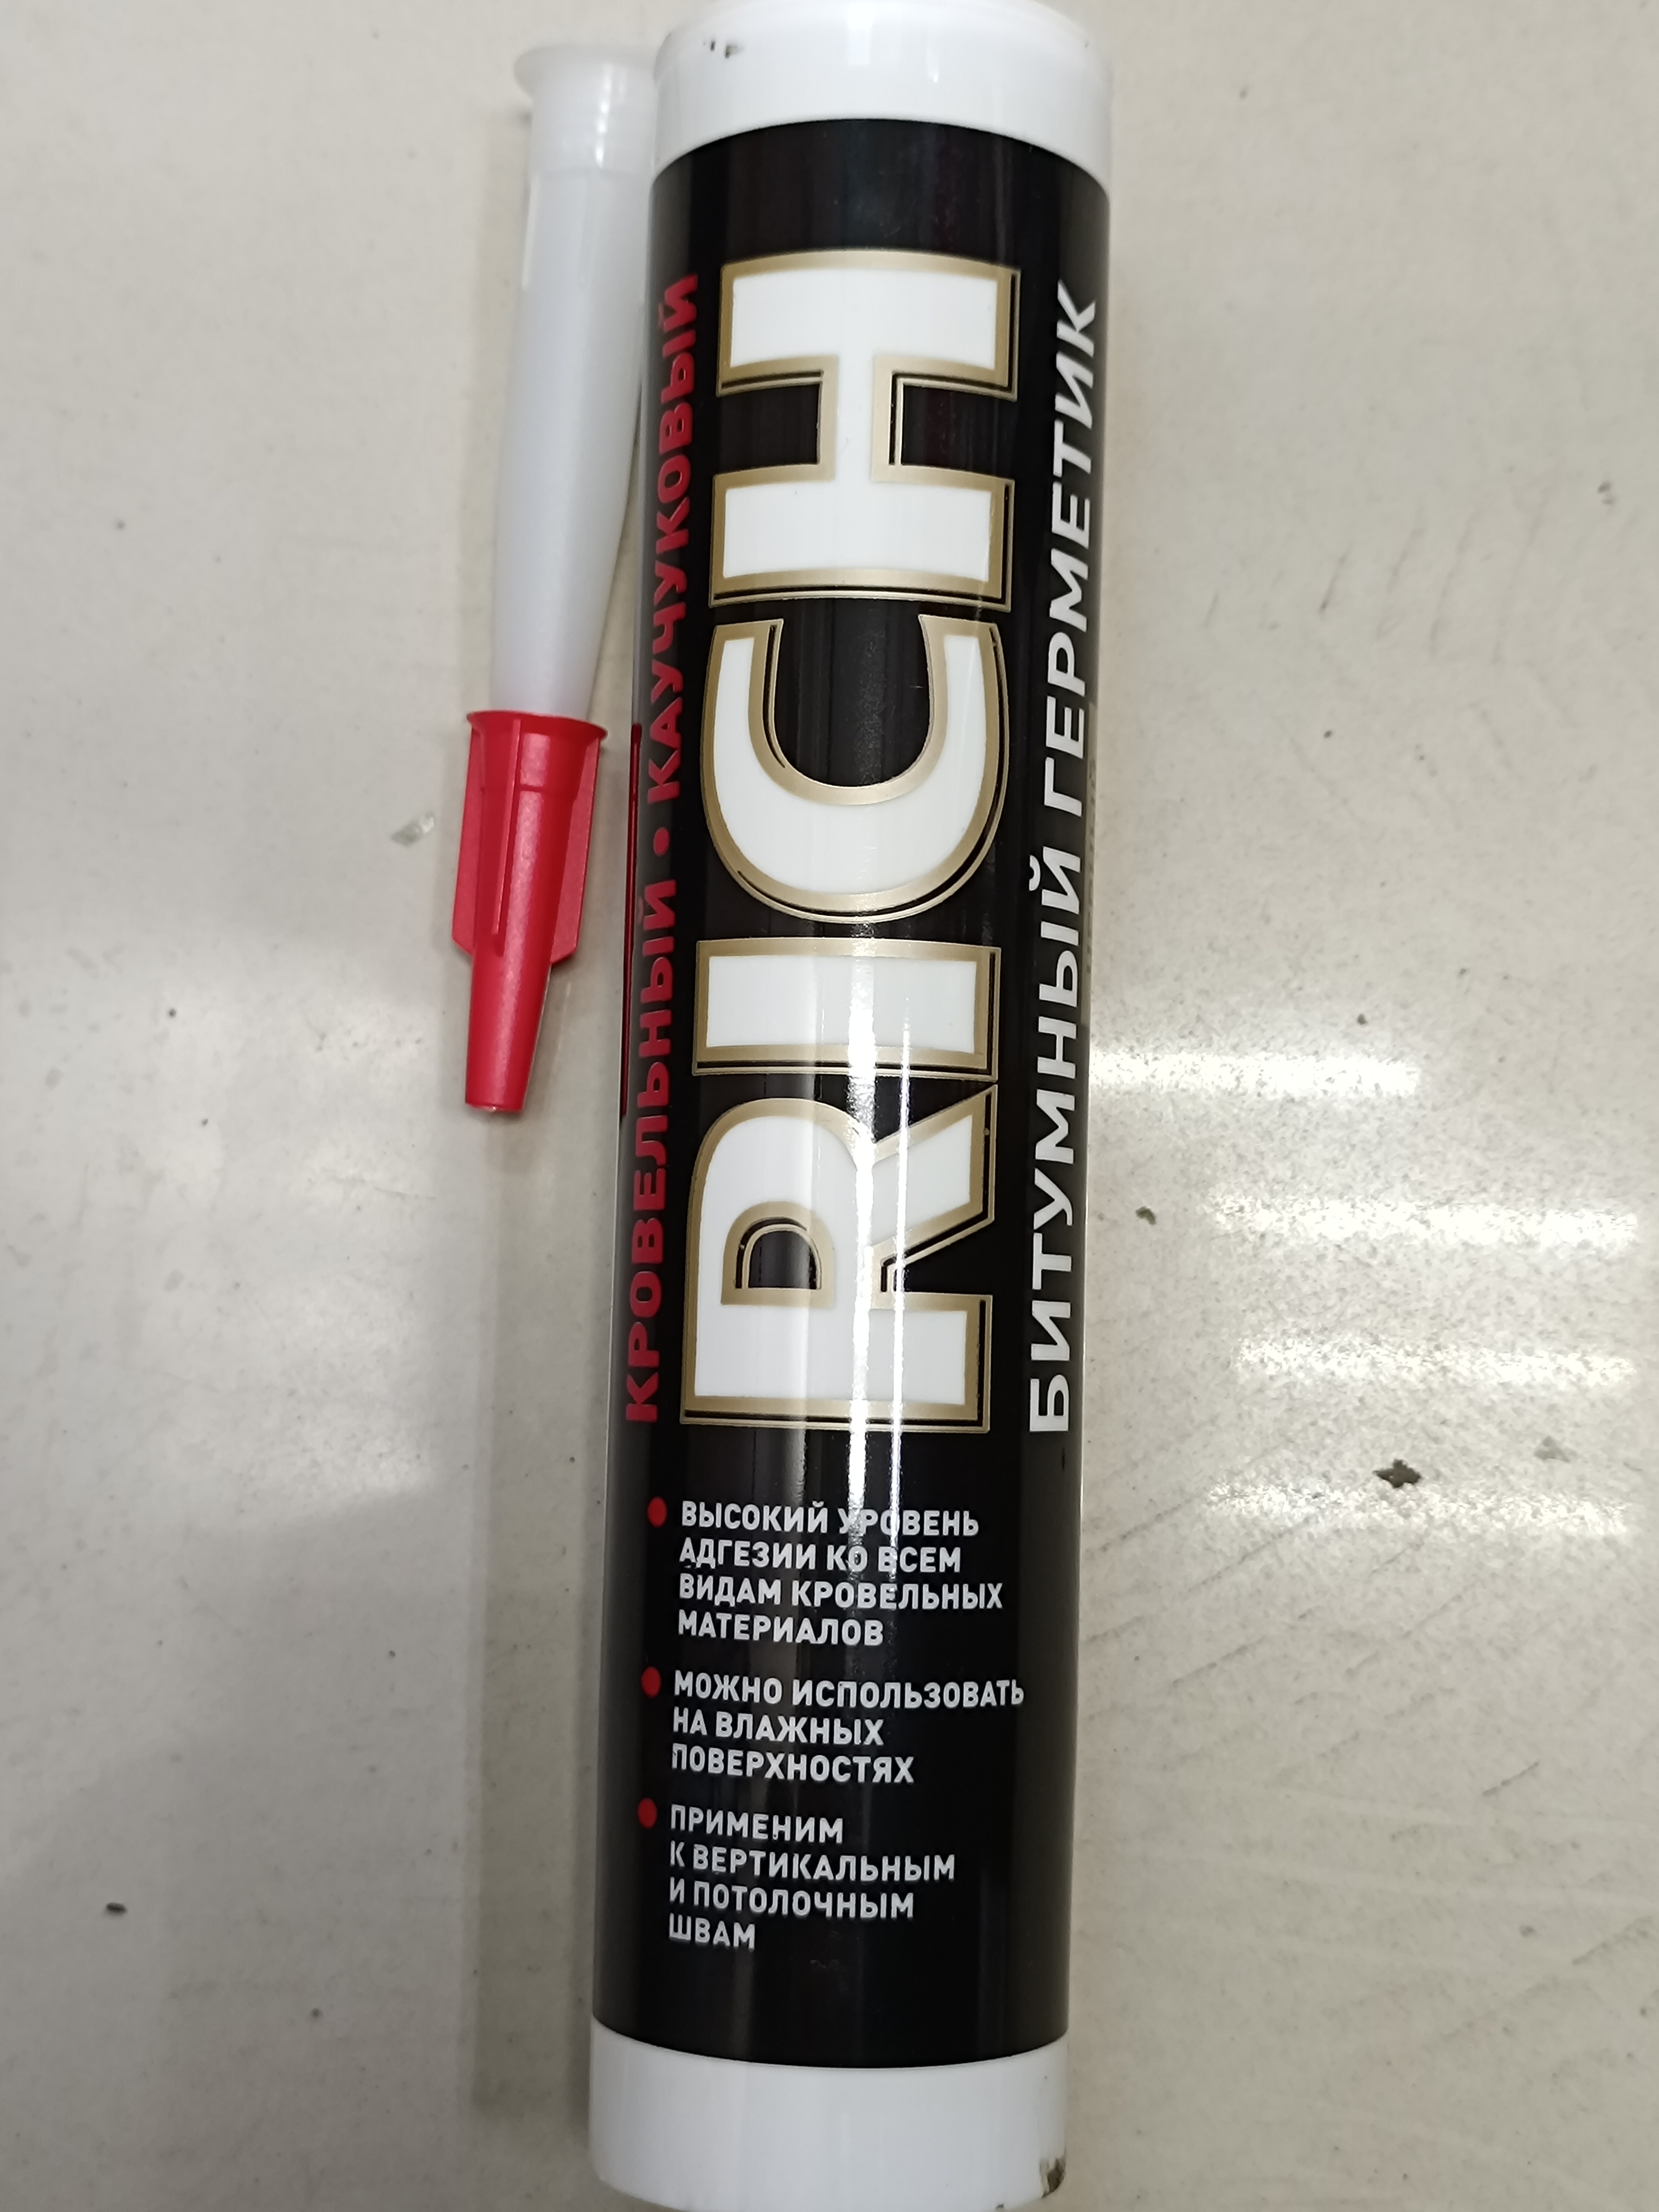 КРОВЕЛЬНЫЙ • КАУЧУКОВЫЙ
RICH
БИТУМНЫЙ ГЕРМЕТИК
• ВЫСОКИЙ УРОВЕНЬ
АДГЕЗИИ КО ВСЕМ
ВИДАМ КРОВЕЛЬНЫХ
МАТЕРИАЛОВ
• МОЖНО ИСПОЛЬЗОВАТЬ
НА ВЛАЖНЫХ
ПОВЕРХНОСТЯХ
• ПРИМЕНИМ
К ВЕРТИКАЛЬНЫМ
И ПОТОЛОЧНЫМ
ШВАМ